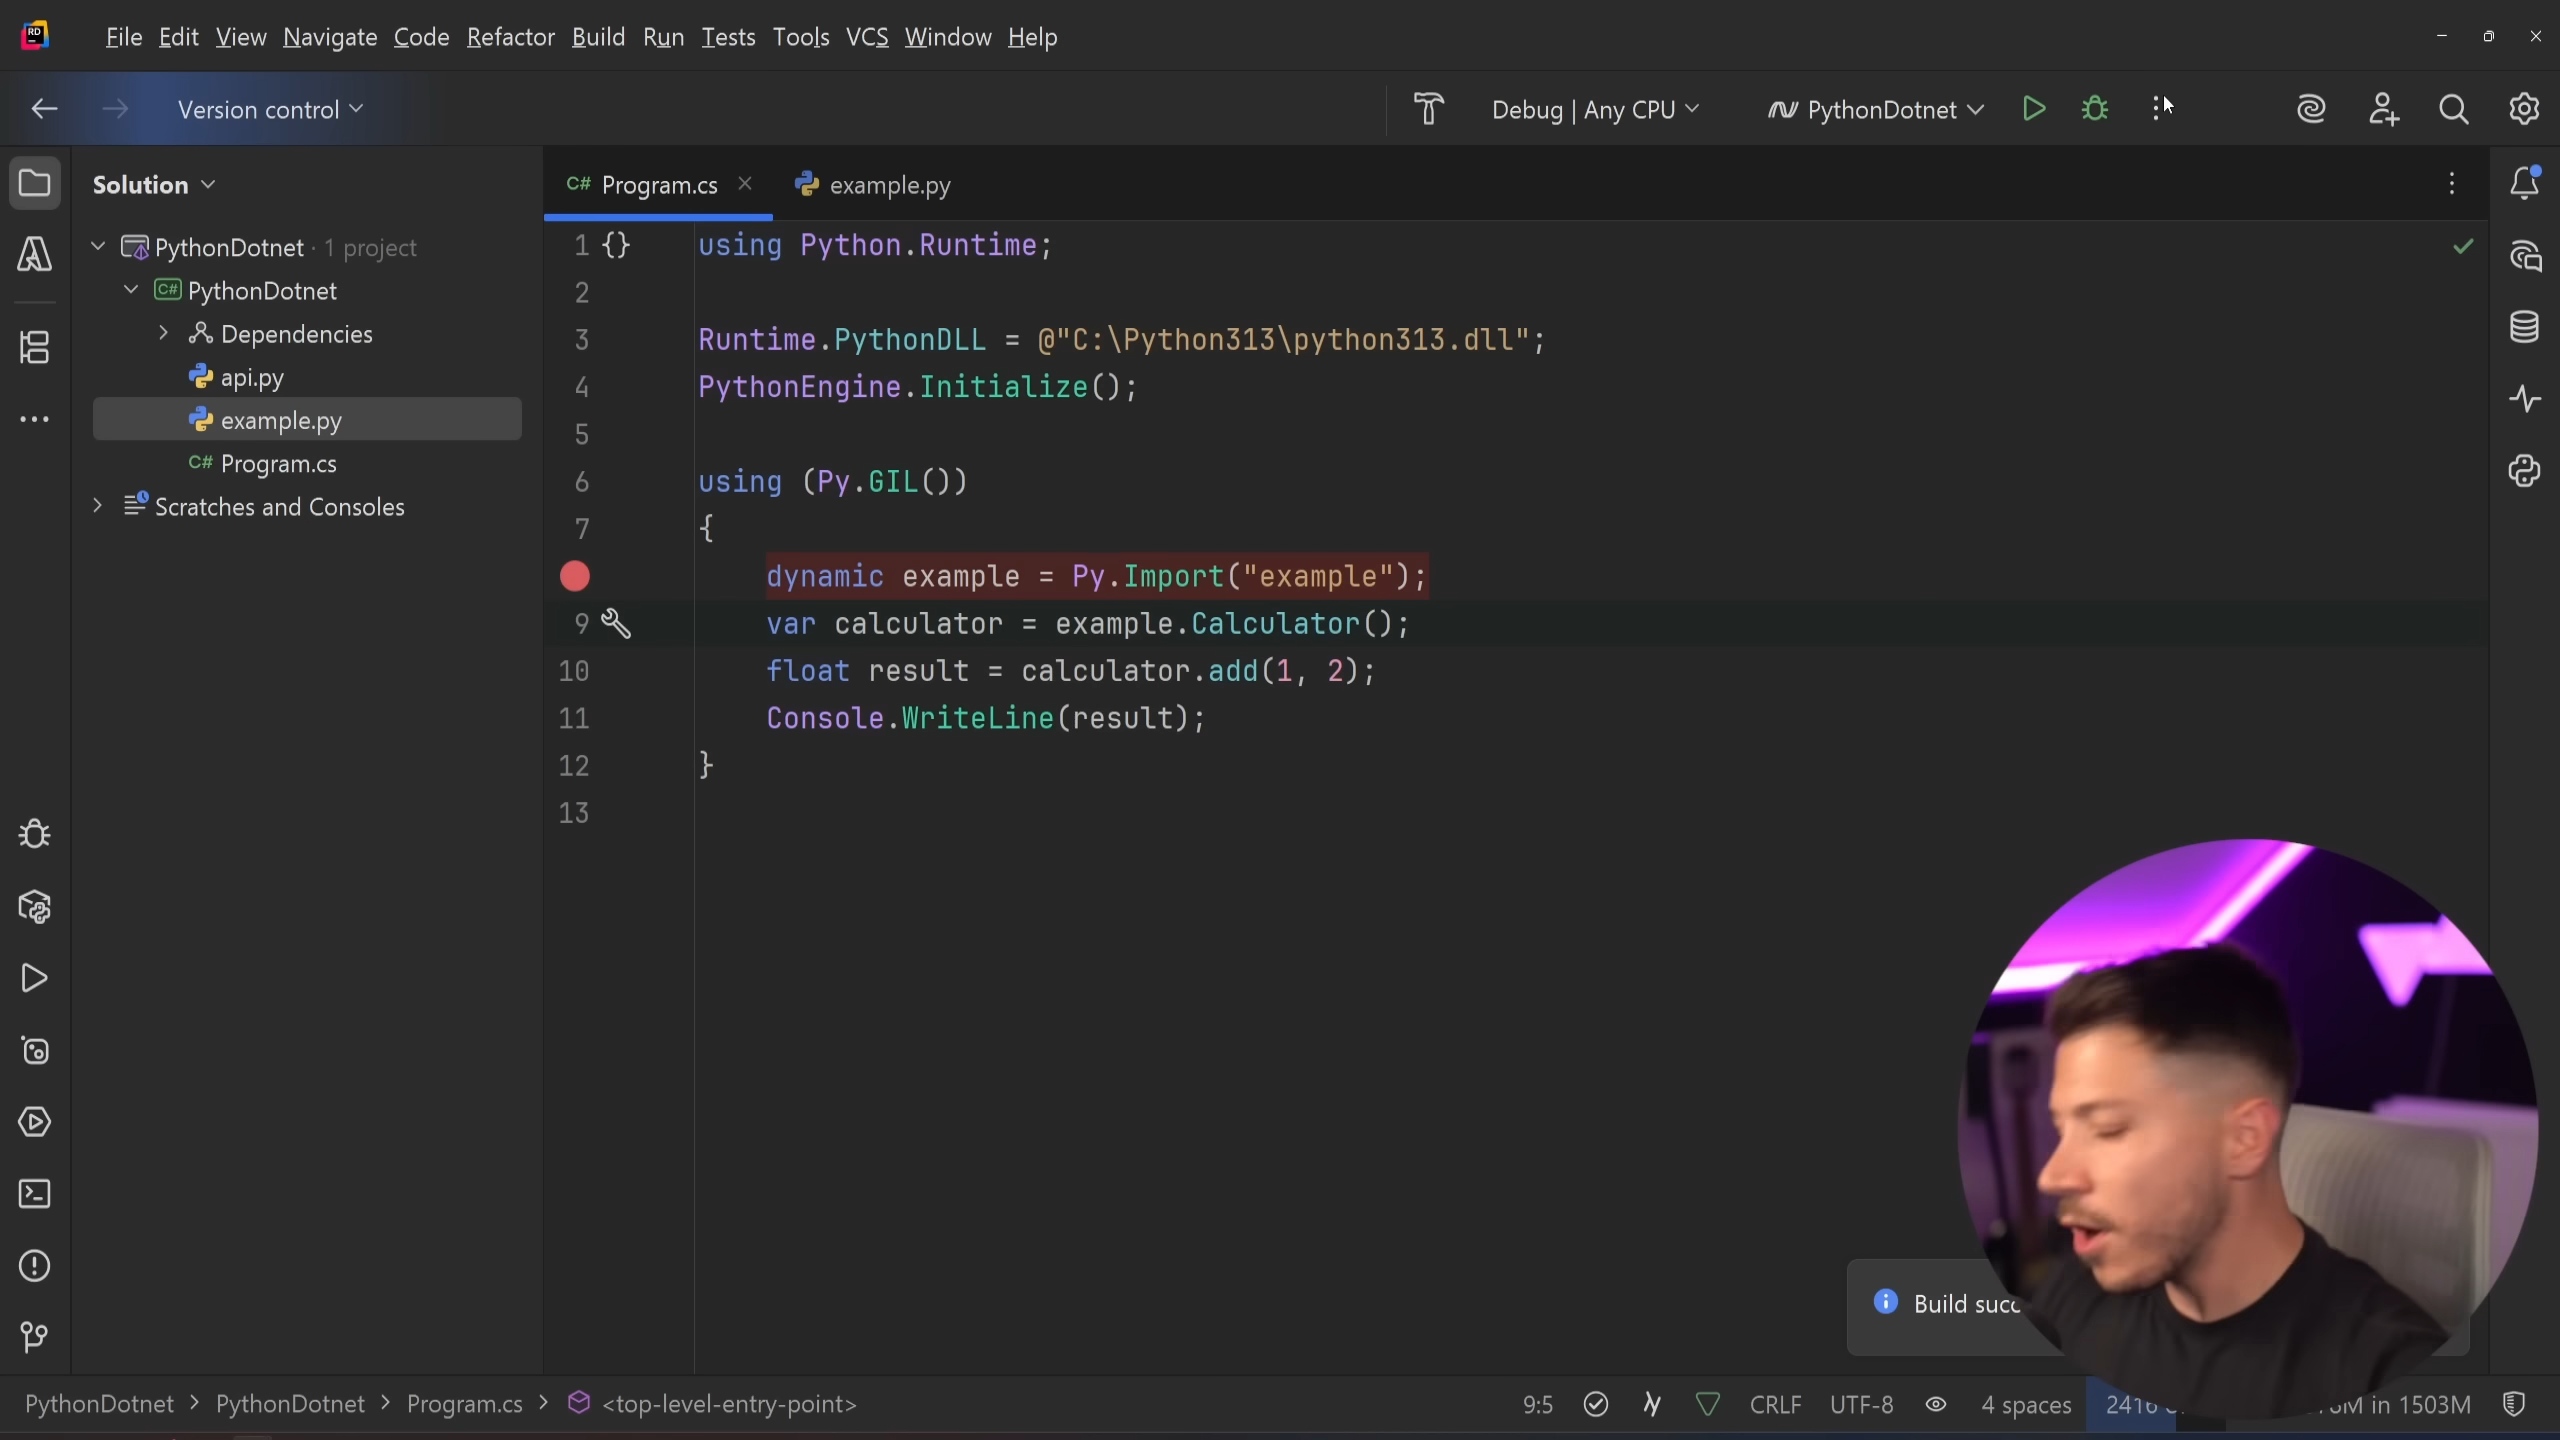 RD
File Edit View Navigate Code Refactor Build Run Tests Tools VCS Window Help
Version control
Debug | Any CPU
PythonDotnet
Solution
C# Program.cs
example.py
PythonDotnet · 1 project
C# PythonDotnet
Dependencies
api.py
example.py
C# Program.cs
Scratches and Consoles
1 {} using Python.Runtime;
2
3 Runtime.PythonDLL = @"C:\Python313\python313.dll";
4 PythonEngine.Initialize();
5
6 using (Py.GIL())
7 {
dynamic example = Py.Import("example");
9 var calculator = example.Calculator();
10 float result = calculator.add(1, 2);
11 Console.WriteLine(result);
12 }
13
Build succ
PythonDotnet > PythonDotnet > Program.cs > <top-level-entry-point>
9:5 CRLF UTF-8 4 spaces 2416 in 1503M